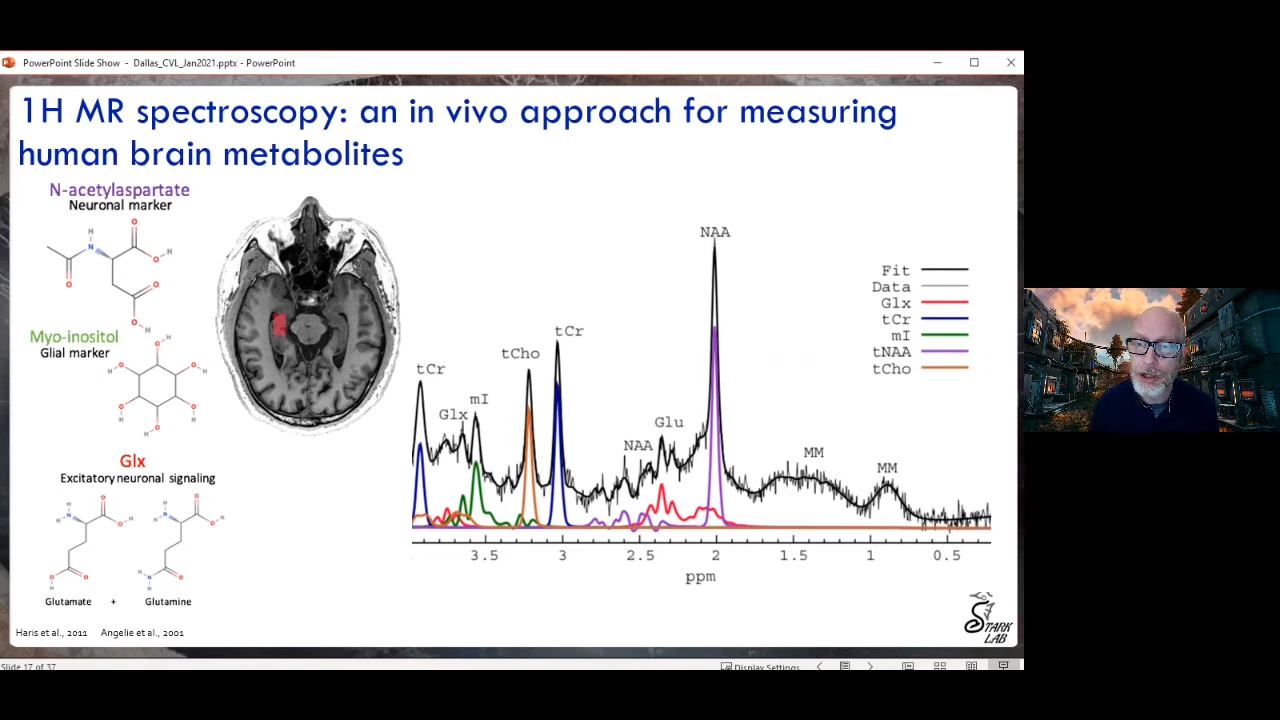 PowerPoint Slide Show - Dallas_CVL_Jan2021.pptx - PowerPoint
1H MR spectroscopy: an in vivo approach for measuring
human brain metabolites
N-acetylaspartate
Neuronal marker
Myo-inositol
Glial marker
Glx
Excitatory neuronal signaling
Glutamate + Glutamine
Haris et al., 2011 Angelie et al., 2001
tCr
Glx
mI
tCho
tCr
NAA
Glu
NAA
MM
MM
Fit
Data
Glx
tCr
mI
tNAA
tCho
3.5 3 2.5 2 1.5 1 0.5
ppm
STARK
LAB
Slide 17 of 37
Display Settings